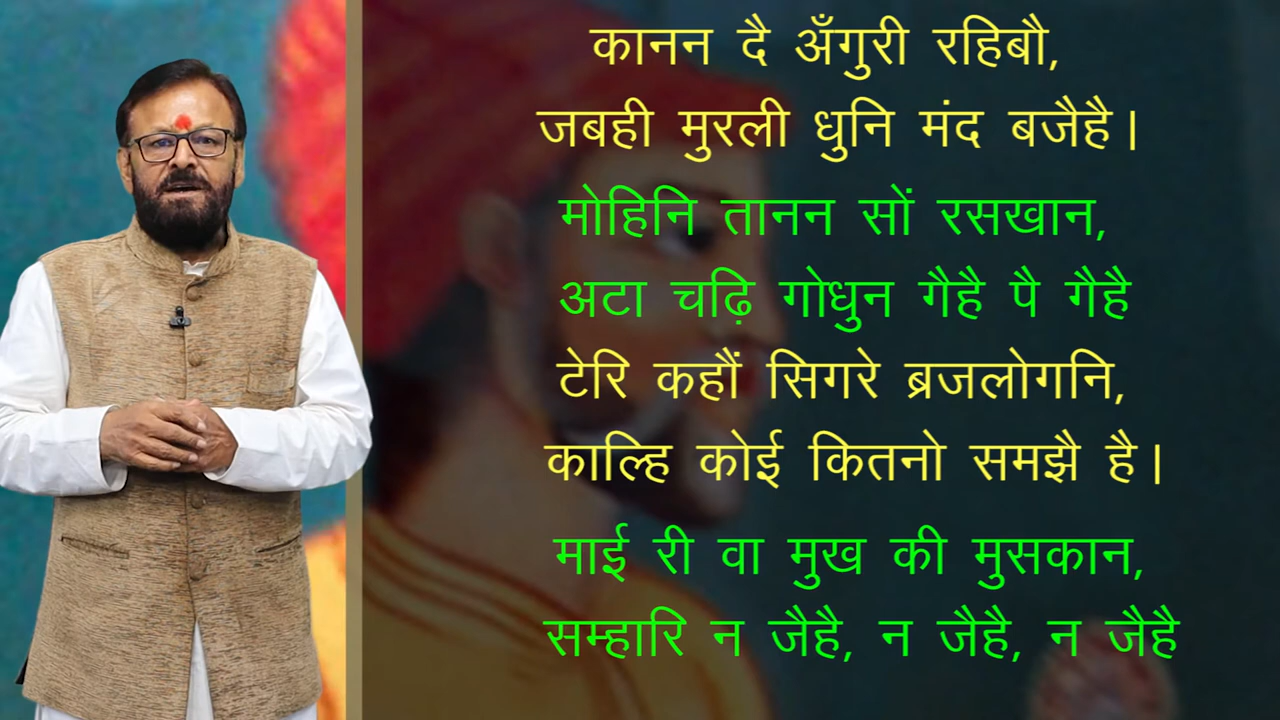 कानन दै अँगुरी रहिबौ,
जबही मुरली धुनि मंद बजैहै।
मोहिनि तानन सों रसखान,
अटा चढ़ि गोधुन गैहै पै गैहै
टेरि कहौं सिगरे ब्रजलोगनि,
काल्हि कोई कितनो समझै है।
माई री वा मुख की मुसकान,
सम्हारि न जैहै, न जैहै, न जैहै